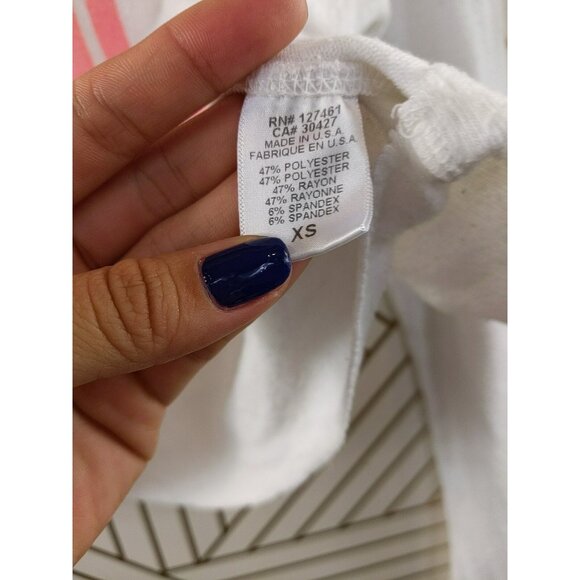 RN# 127461
CA# 30427
MADE IN U.S.A.
FABRIQUE EN U.S.A.
47% POLYESTER
47% POLYESTER
47% RAYON
47% RAYONNE
6% SPANDEX
6% SPANDEX
XS